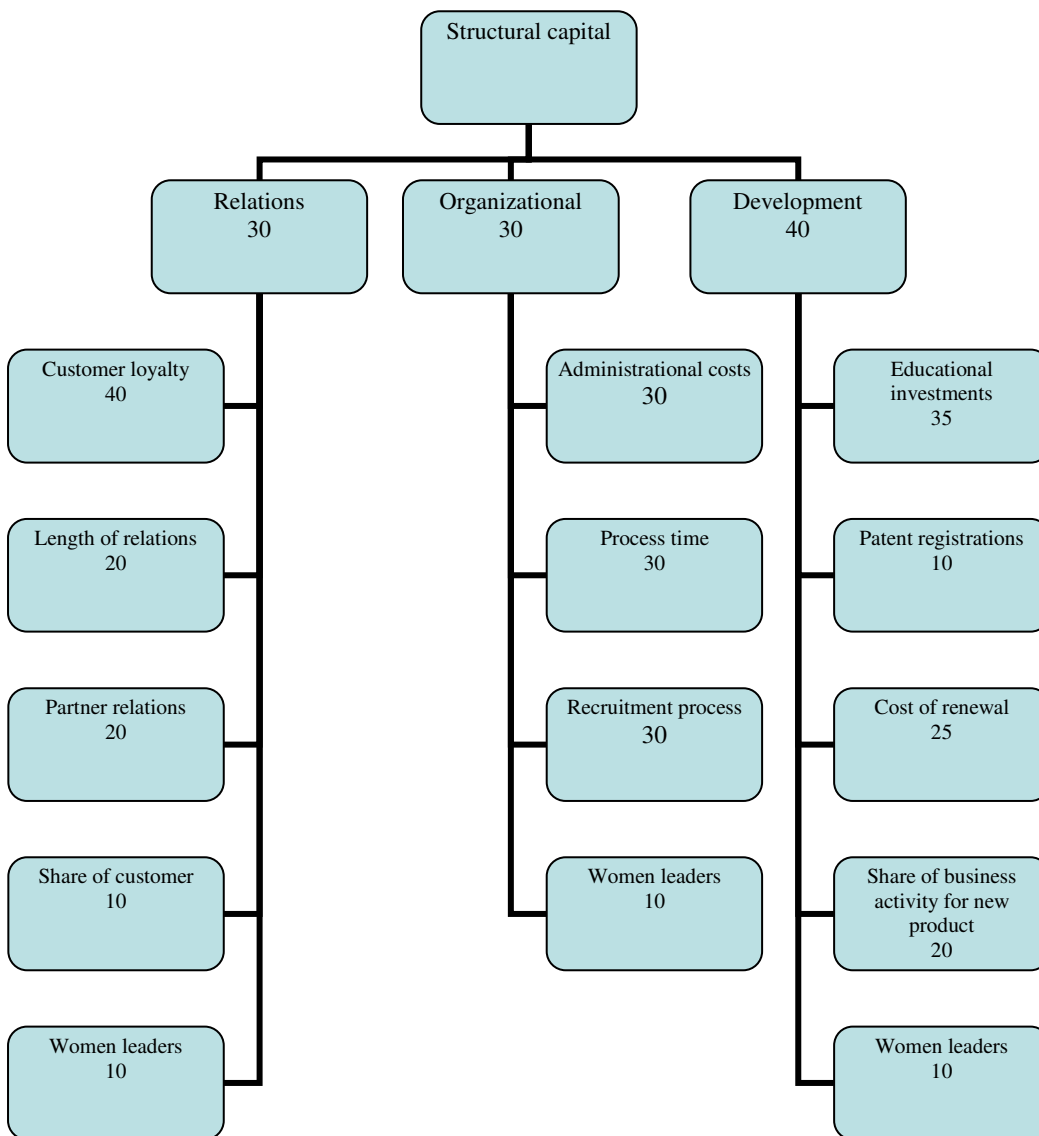 Structural capital
Relations
30
Organizational
30
Development
40
Customer loyalty
40
Length of relations
20
Partner relations
20
Share of customer
10
Women leaders
10
Administrational costs
30
Process time
30
Recruitment process
30
Women leaders
10
Educational
investments
35
Patent registrations
10
Cost of renewal
25
Share of business
activity for new
product
20
Women leaders
10